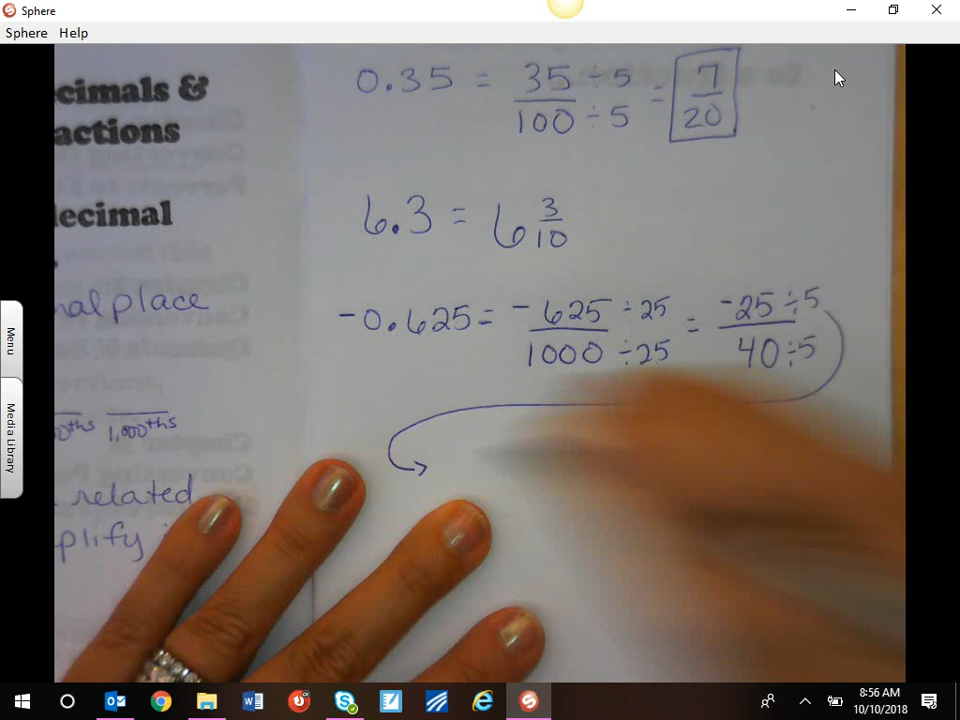 Sphere
Sphere Help
cimals &
actions
ecimal
nal place
1,000ths
related
plify
0.35 = 35 ÷ 5 / 100 ÷ 5 = 7/20
6.3 = 6 3/10
-0.625 = -625 ÷ 25 / 1000 ÷ 25 = -25 ÷ 5 / 40 ÷ 5
Menu
Media Library
8:56 AM
10/10/2018